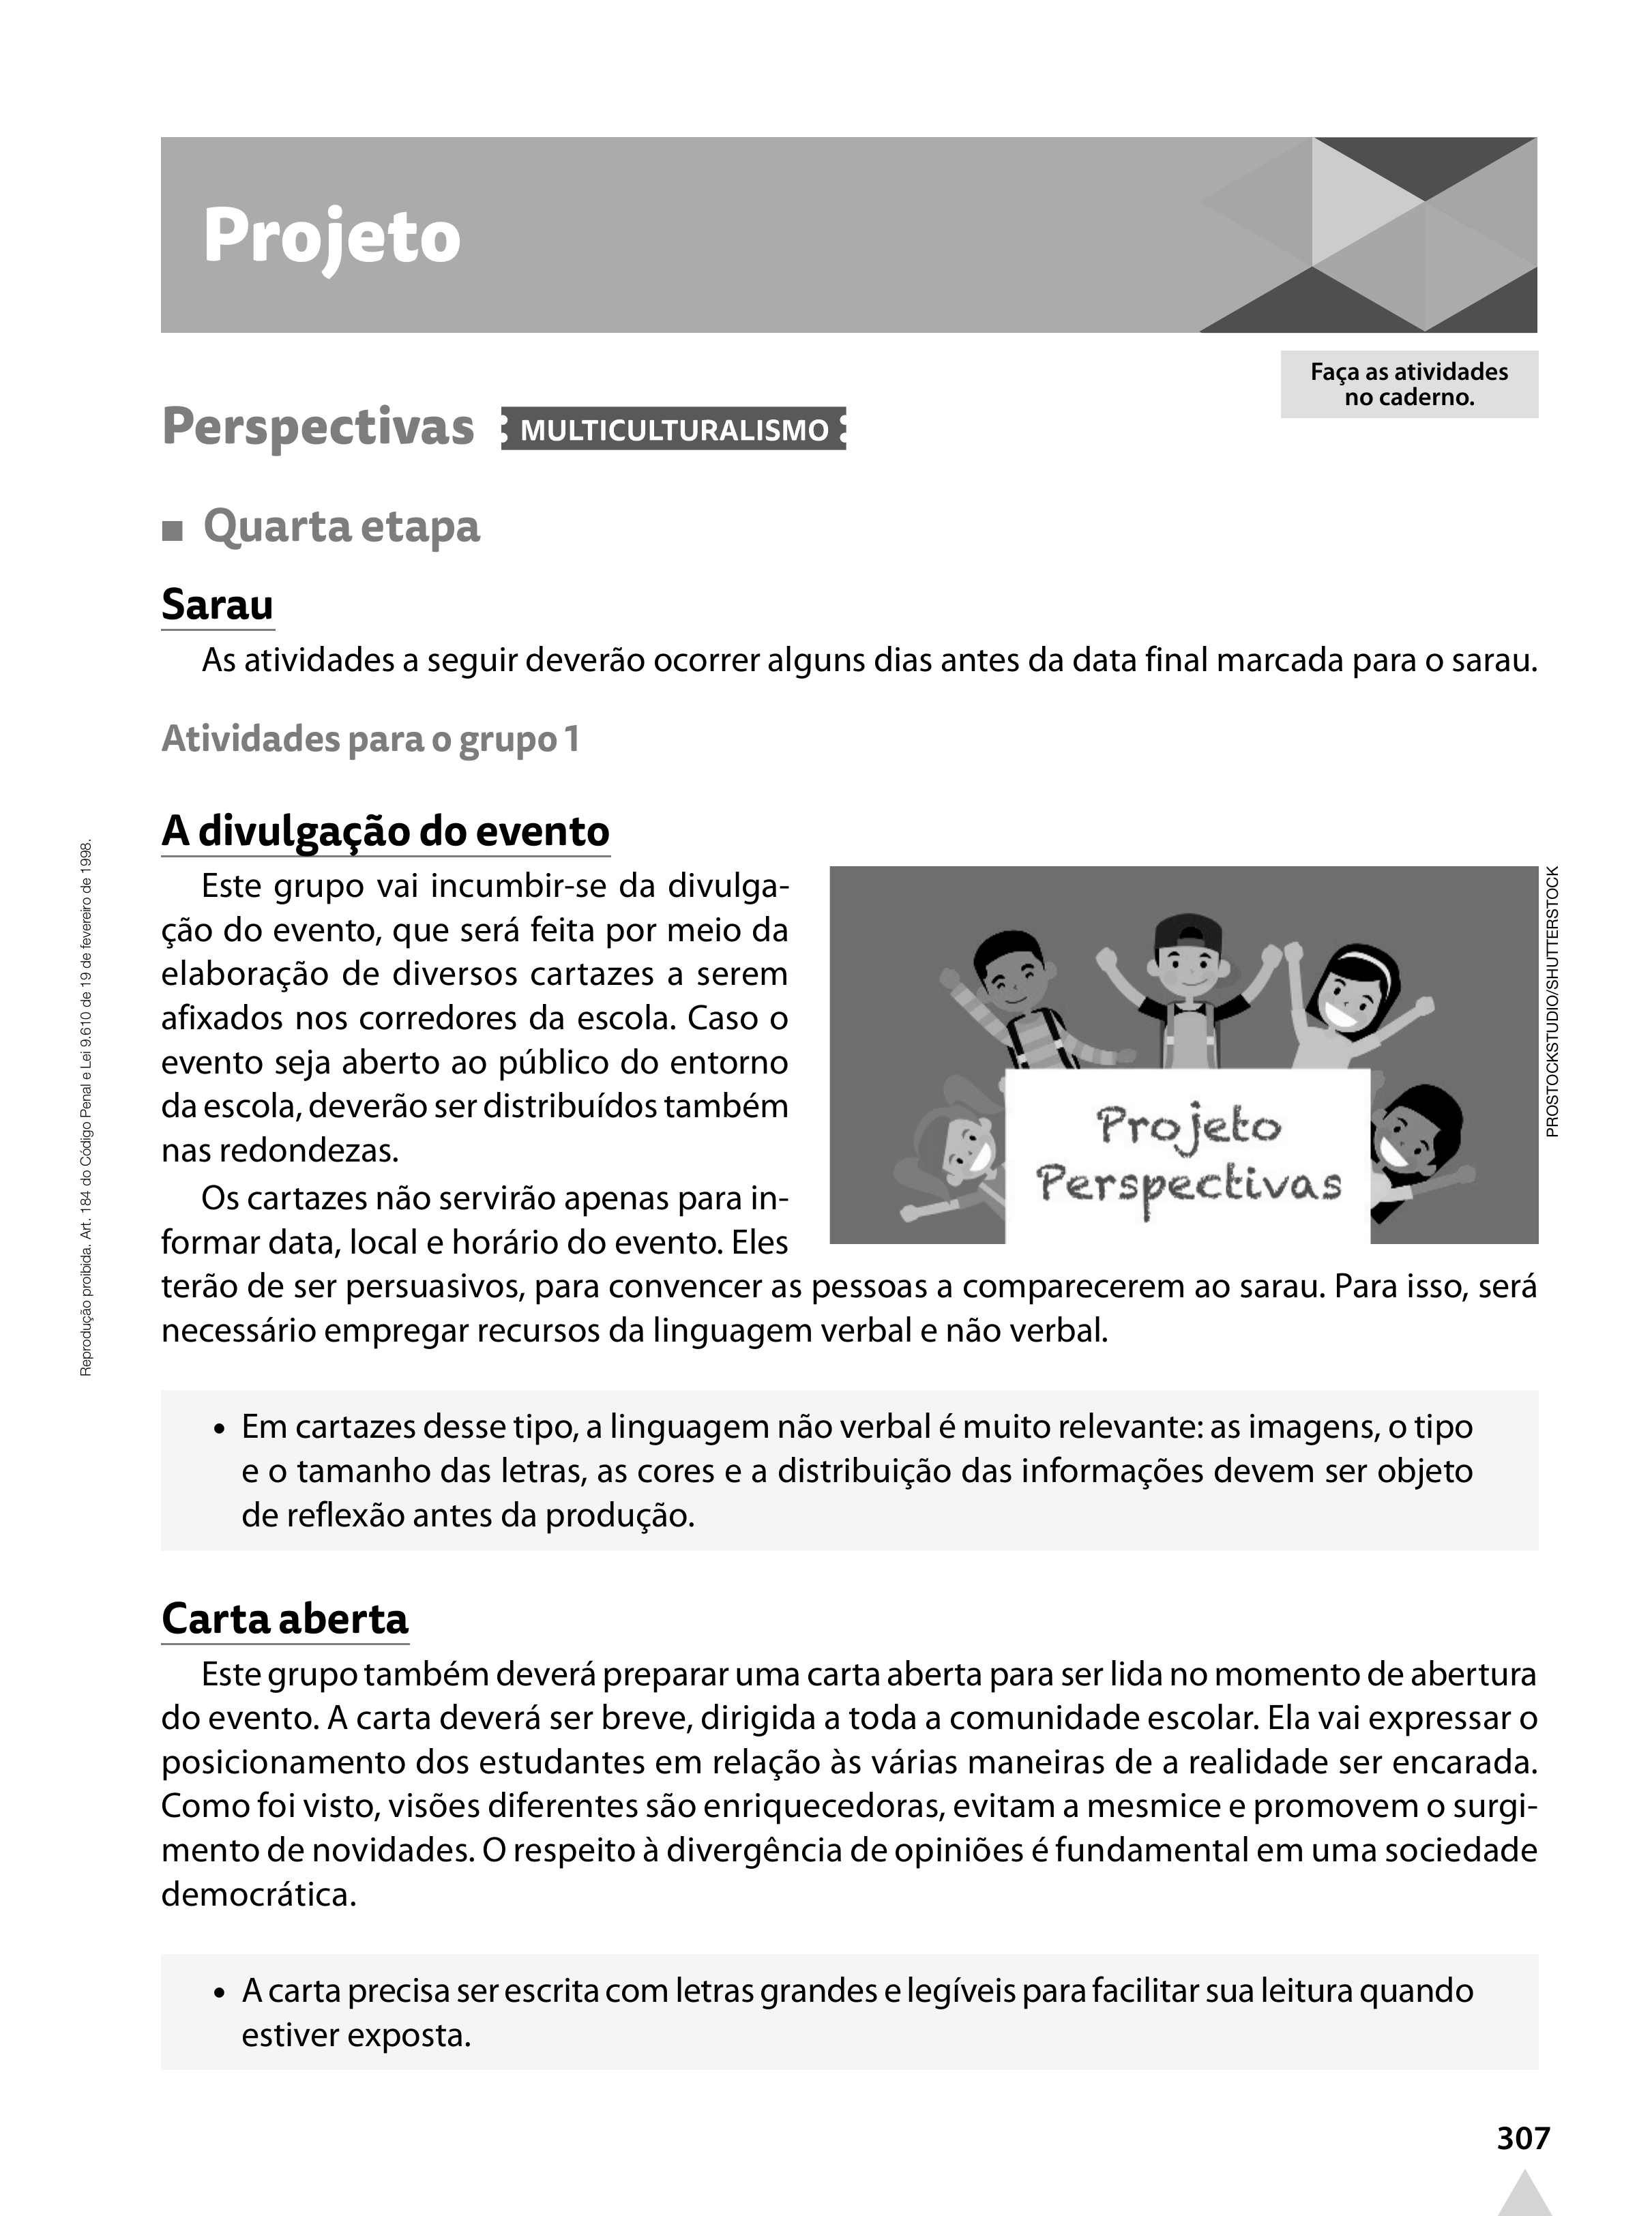 Projeto
Faça as atividades
no caderno.
Perspectivas MULTICULTURALISMO
■ Quarta etapa
Sarau
As atividades a seguir deverão ocorrer alguns dias antes da data final marcada para o sarau.
Atividades para o grupo 1
A divulgação do evento
Este grupo vai incumbir-se da divulga-
ção do evento, que será feita por meio da
elaboração de diversos cartazes a serem
afixados nos corredores da escola. Caso o
evento seja aberto ao público do entorno
da escola, deverão ser distribuídos também
nas redondezas.
Os cartazes não servirão apenas para in-
formar data, local e horário do evento. Eles
terão de ser persuasivos, para convencer as pessoas a comparecerem ao sarau. Para isso, será
necessário empregar recursos da linguagem verbal e não verbal.
Projeto
Perspectivas
PROSTOCKSTUDIO/SHUTTERSTOCK
• Em cartazes desse tipo, a linguagem não verbal é muito relevante: as imagens, o tipo
e o tamanho das letras, as cores e a distribuição das informações devem ser objeto
de reflexão antes da produção.
Carta aberta
Este grupo também deverá preparar uma carta aberta para ser lida no momento de abertura
do evento. A carta deverá ser breve, dirigida a toda a comunidade escolar. Ela vai expressar o
posicionamento dos estudantes em relação às várias maneiras de a realidade ser encarada.
Como foi visto, visões diferentes são enriquecedoras, evitam a mesmice e promovem o surgi-
mento de novidades. O respeito à divergência de opiniões é fundamental em uma sociedade
democrática.
• A carta precisa ser escrita com letras grandes e legíveis para facilitar sua leitura quando
estiver exposta.
Reprodução proibida. Art. 184 do Código Penal e Lei 9.610 de 19 de fevereiro de 1998.
307